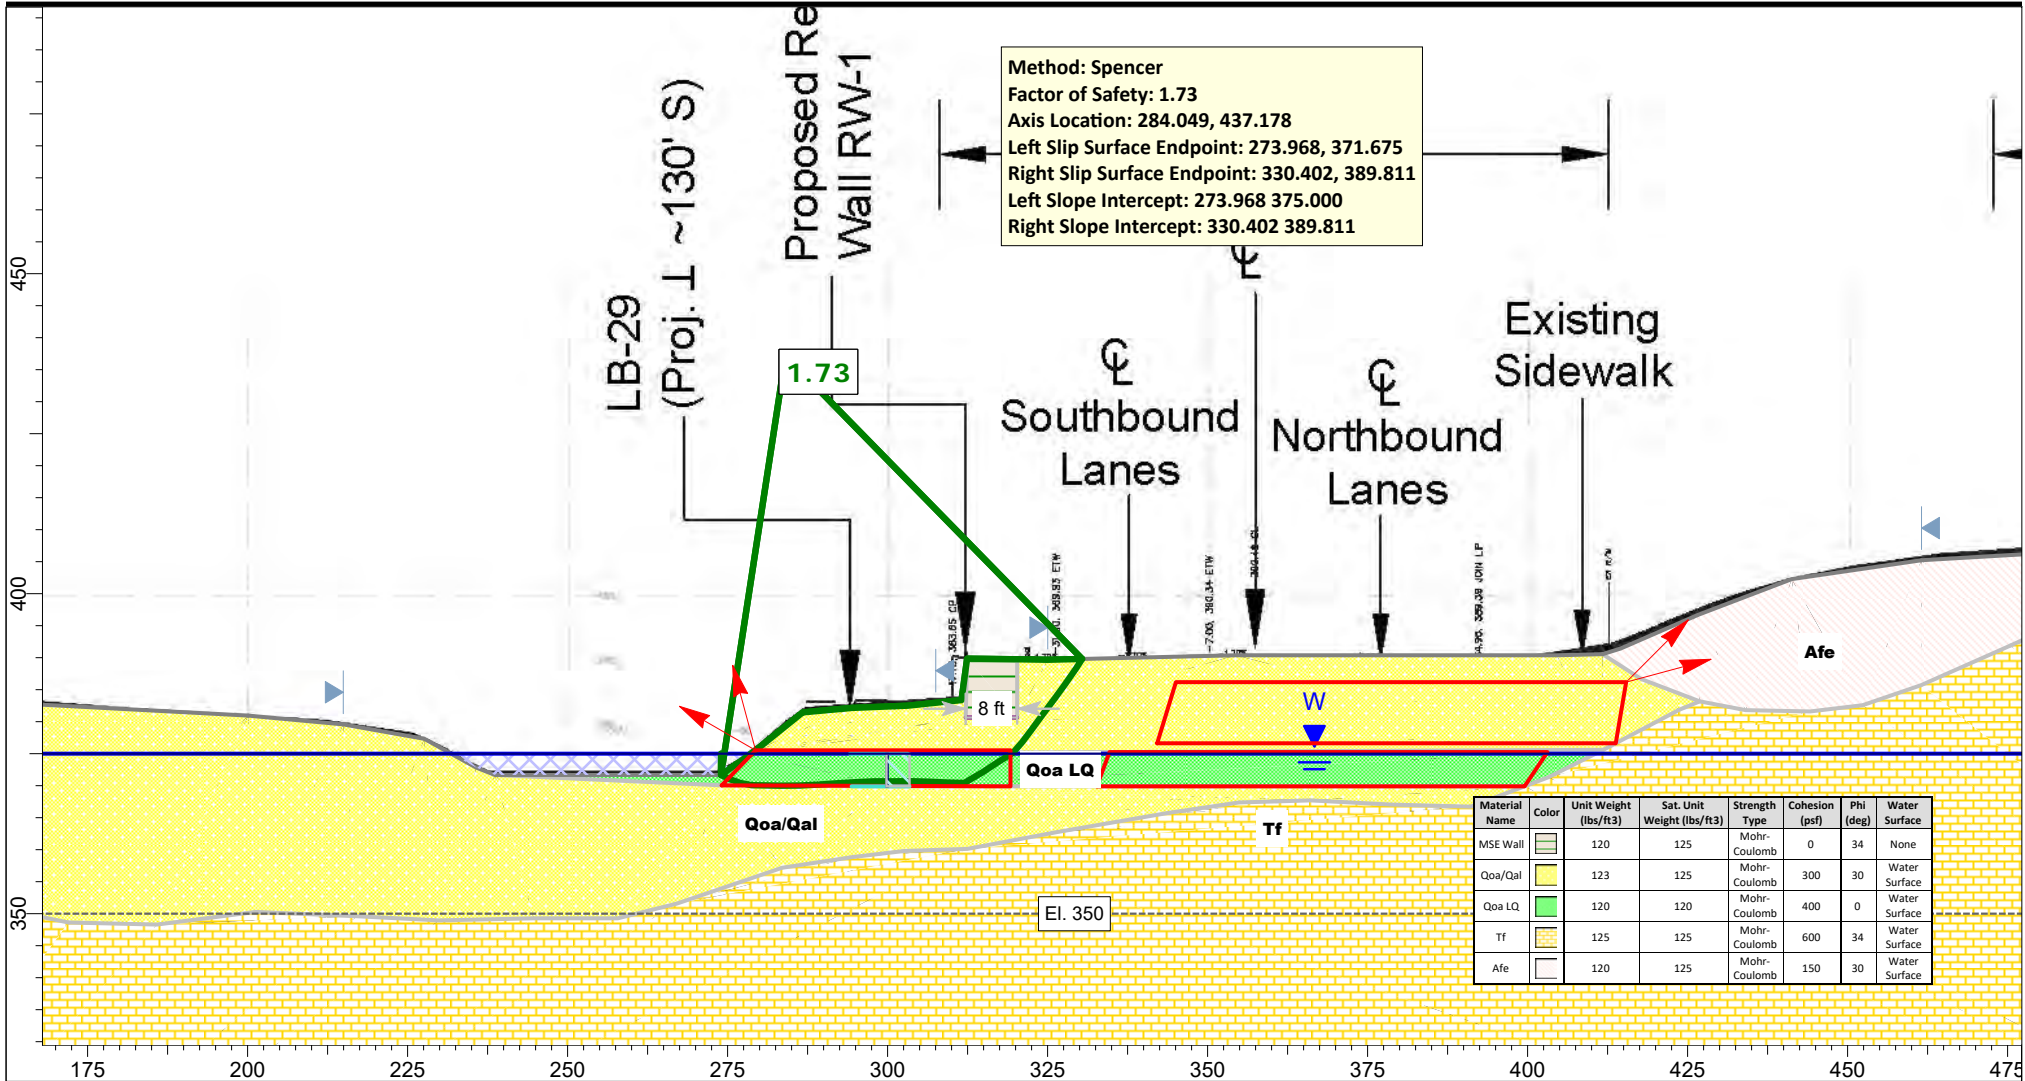 Proposed Re
Wall RW-1
LB-29
(Proj. ⊥ ~130' S)
Method: Spencer
Factor of Safety: 1.73
Axis Location: 284.049, 437.178
Left Slip Surface Endpoint: 273.968, 371.675
Right Slip Surface Endpoint: 330.402, 389.811
Left Slope Intercept: 273.968 375.000
Right Slope Intercept: 330.402 389.811
℄
1.73
℄
Southbound
Lanes
℄
Northbound
Lanes
Existing
Sidewalk
-7.00, 390.34 ETW
W
8 ft
Afe
Qoa LQ
Qoa/Qal
Tf
El. 350
Material Name Color Unit Weight (lbs/ft3) Sat. Unit Weight (lbs/ft3) Strength Type Cohesion (psf) Phi (deg) Water Surface
MSE Wall 120 125 Mohr-Coulomb 0 34 None
Qoa/Qal 123 125 Mohr-Coulomb 300 30 Water Surface
Qoa LQ 120 120 Mohr-Coulomb 400 0 Water Surface
Tf 125 125 Mohr-Coulomb 600 34 Water Surface
Afe 120 125 Mohr-Coulomb 150 30 Water Surface
450
400
350
175 200 225 250 275 300 325 350 375 400 425 450 475